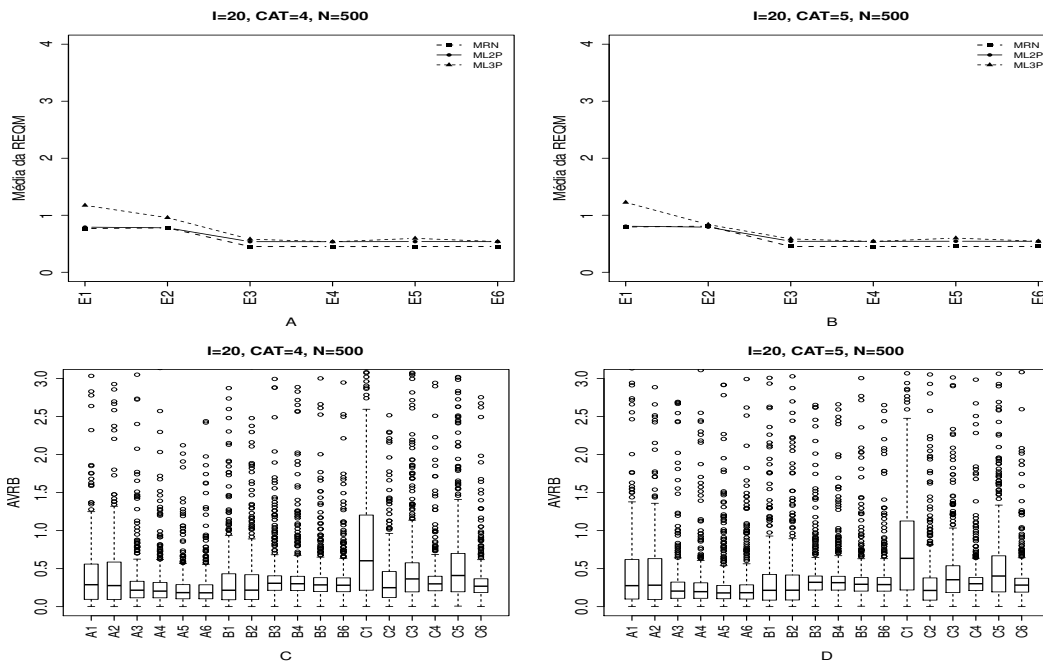 I=20, CAT=4, N=500
Média da REQM
4
3
2
1
0
MRN
ML2P
ML3P
E1 E2 E3 E4 E5 E6
A
I=20, CAT=5, N=500
Média da REQM
4
3
2
1
0
MRN
ML2P
ML3P
E1 E2 E3 E4 E5 E6
B
I=20, CAT=4, N=500
AVRB
3.0
2.5
2.0
1.5
1.0
0.5
0.0
A1 A2 A3 A4 A5 A6 B1 B2 B3 B4 B5 B6 C1 C2 C3 C4 C5 C6
C
I=20, CAT=5, N=500
AVRB
3.0
2.5
2.0
1.5
1.0
0.5
0.0
A1 A2 A3 A4 A5 A6 B1 B2 B3 B4 B5 B6 C1 C2 C3 C4 C5 C6
D